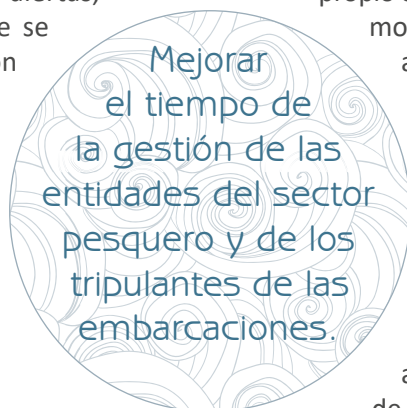 Mejorar
el tiempo de
la gestión de las
entidades del sector
pesquero y de los
tripulantes de las
embarcaciones.